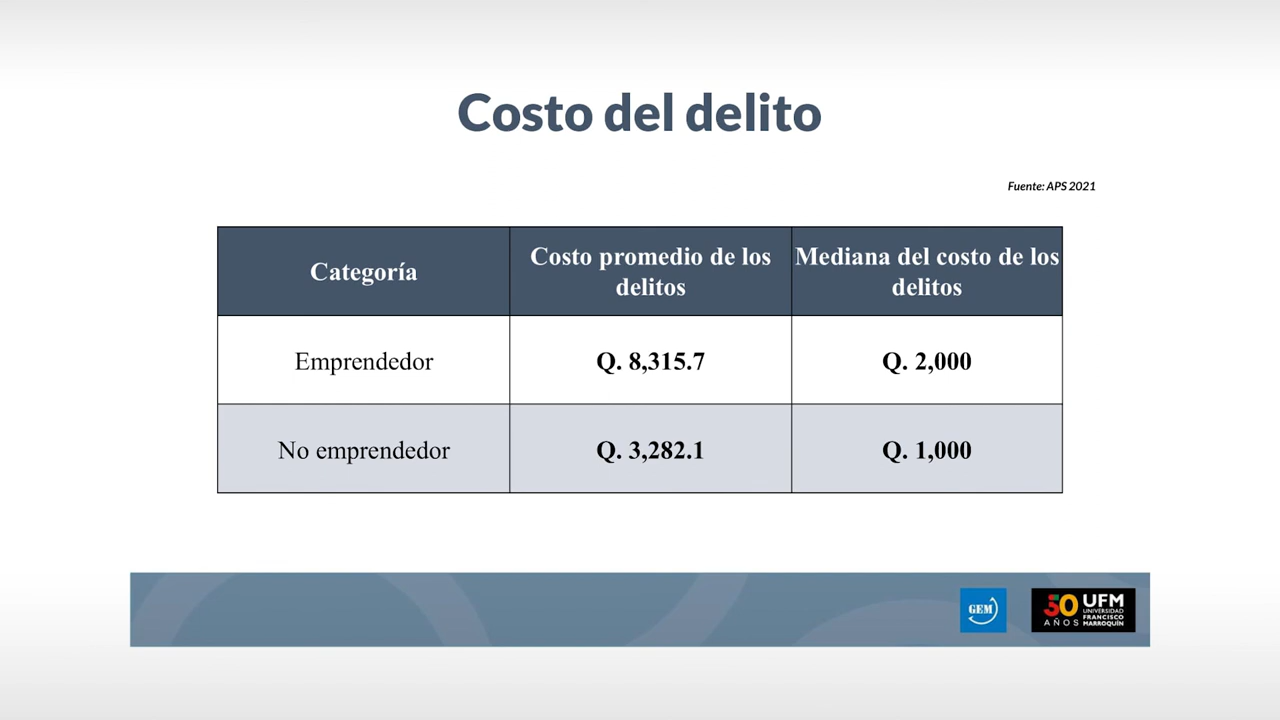 Costo del delito
Fuente: APS 2021
Categoría
Costo promedio de los
delitos
Mediana del costo de los
delitos
Emprendedor
Q. 8,315.7
Q. 2,000
No emprendedor
Q. 3,282.1
Q. 1,000
GEM
50
AÑOS
UFM
UNIVERSIDAD
FRANCISCO
MARROQUÍN